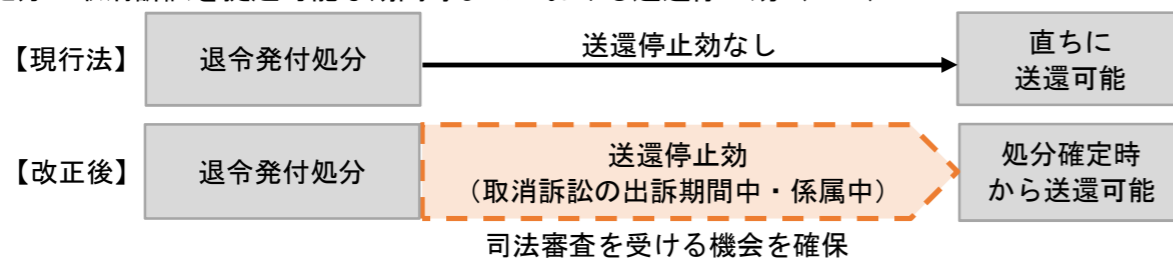 送還停止効なし
【現行法】
退令発付処分
直ちに
送還可能
【改正後】
退令発付処分
送還停止効
（取消訴訟の出訴期間中・係属中）
処分確定時
から送還可能
司法審査を受ける機会を確保